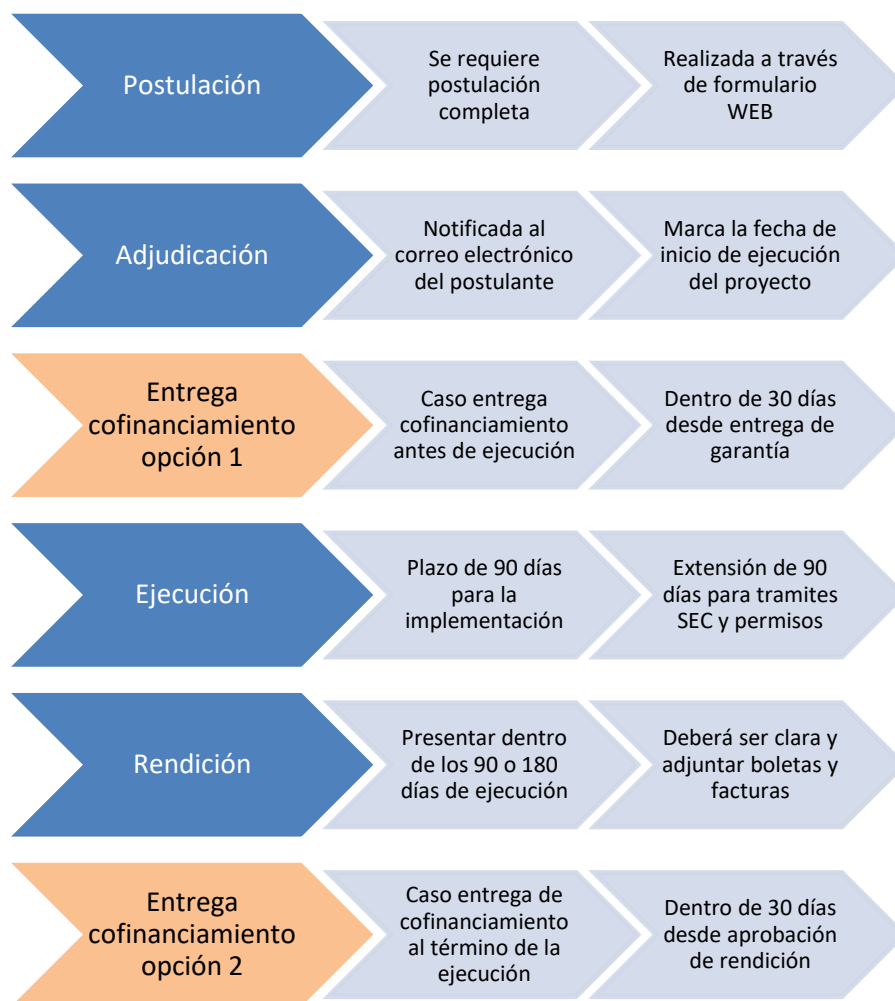 Postulación
Se requiere
postulación
completa
Realizada a través
de formulario
WEB
Adjudicación
Notificada al
correo electrónico
del postulante
Marca la fecha de
inicio de ejecución
del proyecto
Entrega
cofinanciamiento
opción 1
Caso entrega
cofinanciamiento
antes de ejecución
Dentro de 30 días
desde entrega de
garantía
Ejecución
Plazo de 90 días
para la
implementación
Extensión de 90
días para tramites
SEC y permisos
Rendición
Presentar dentro
de los 90 o 180
días de ejecución
Deberá ser clara y
adjuntar boletas y
facturas
Entrega
cofinanciamiento
opción 2
Caso entrega de
cofinanciamiento
al término de la
ejecución
Dentro de 30 días
desde aprobación
de rendición